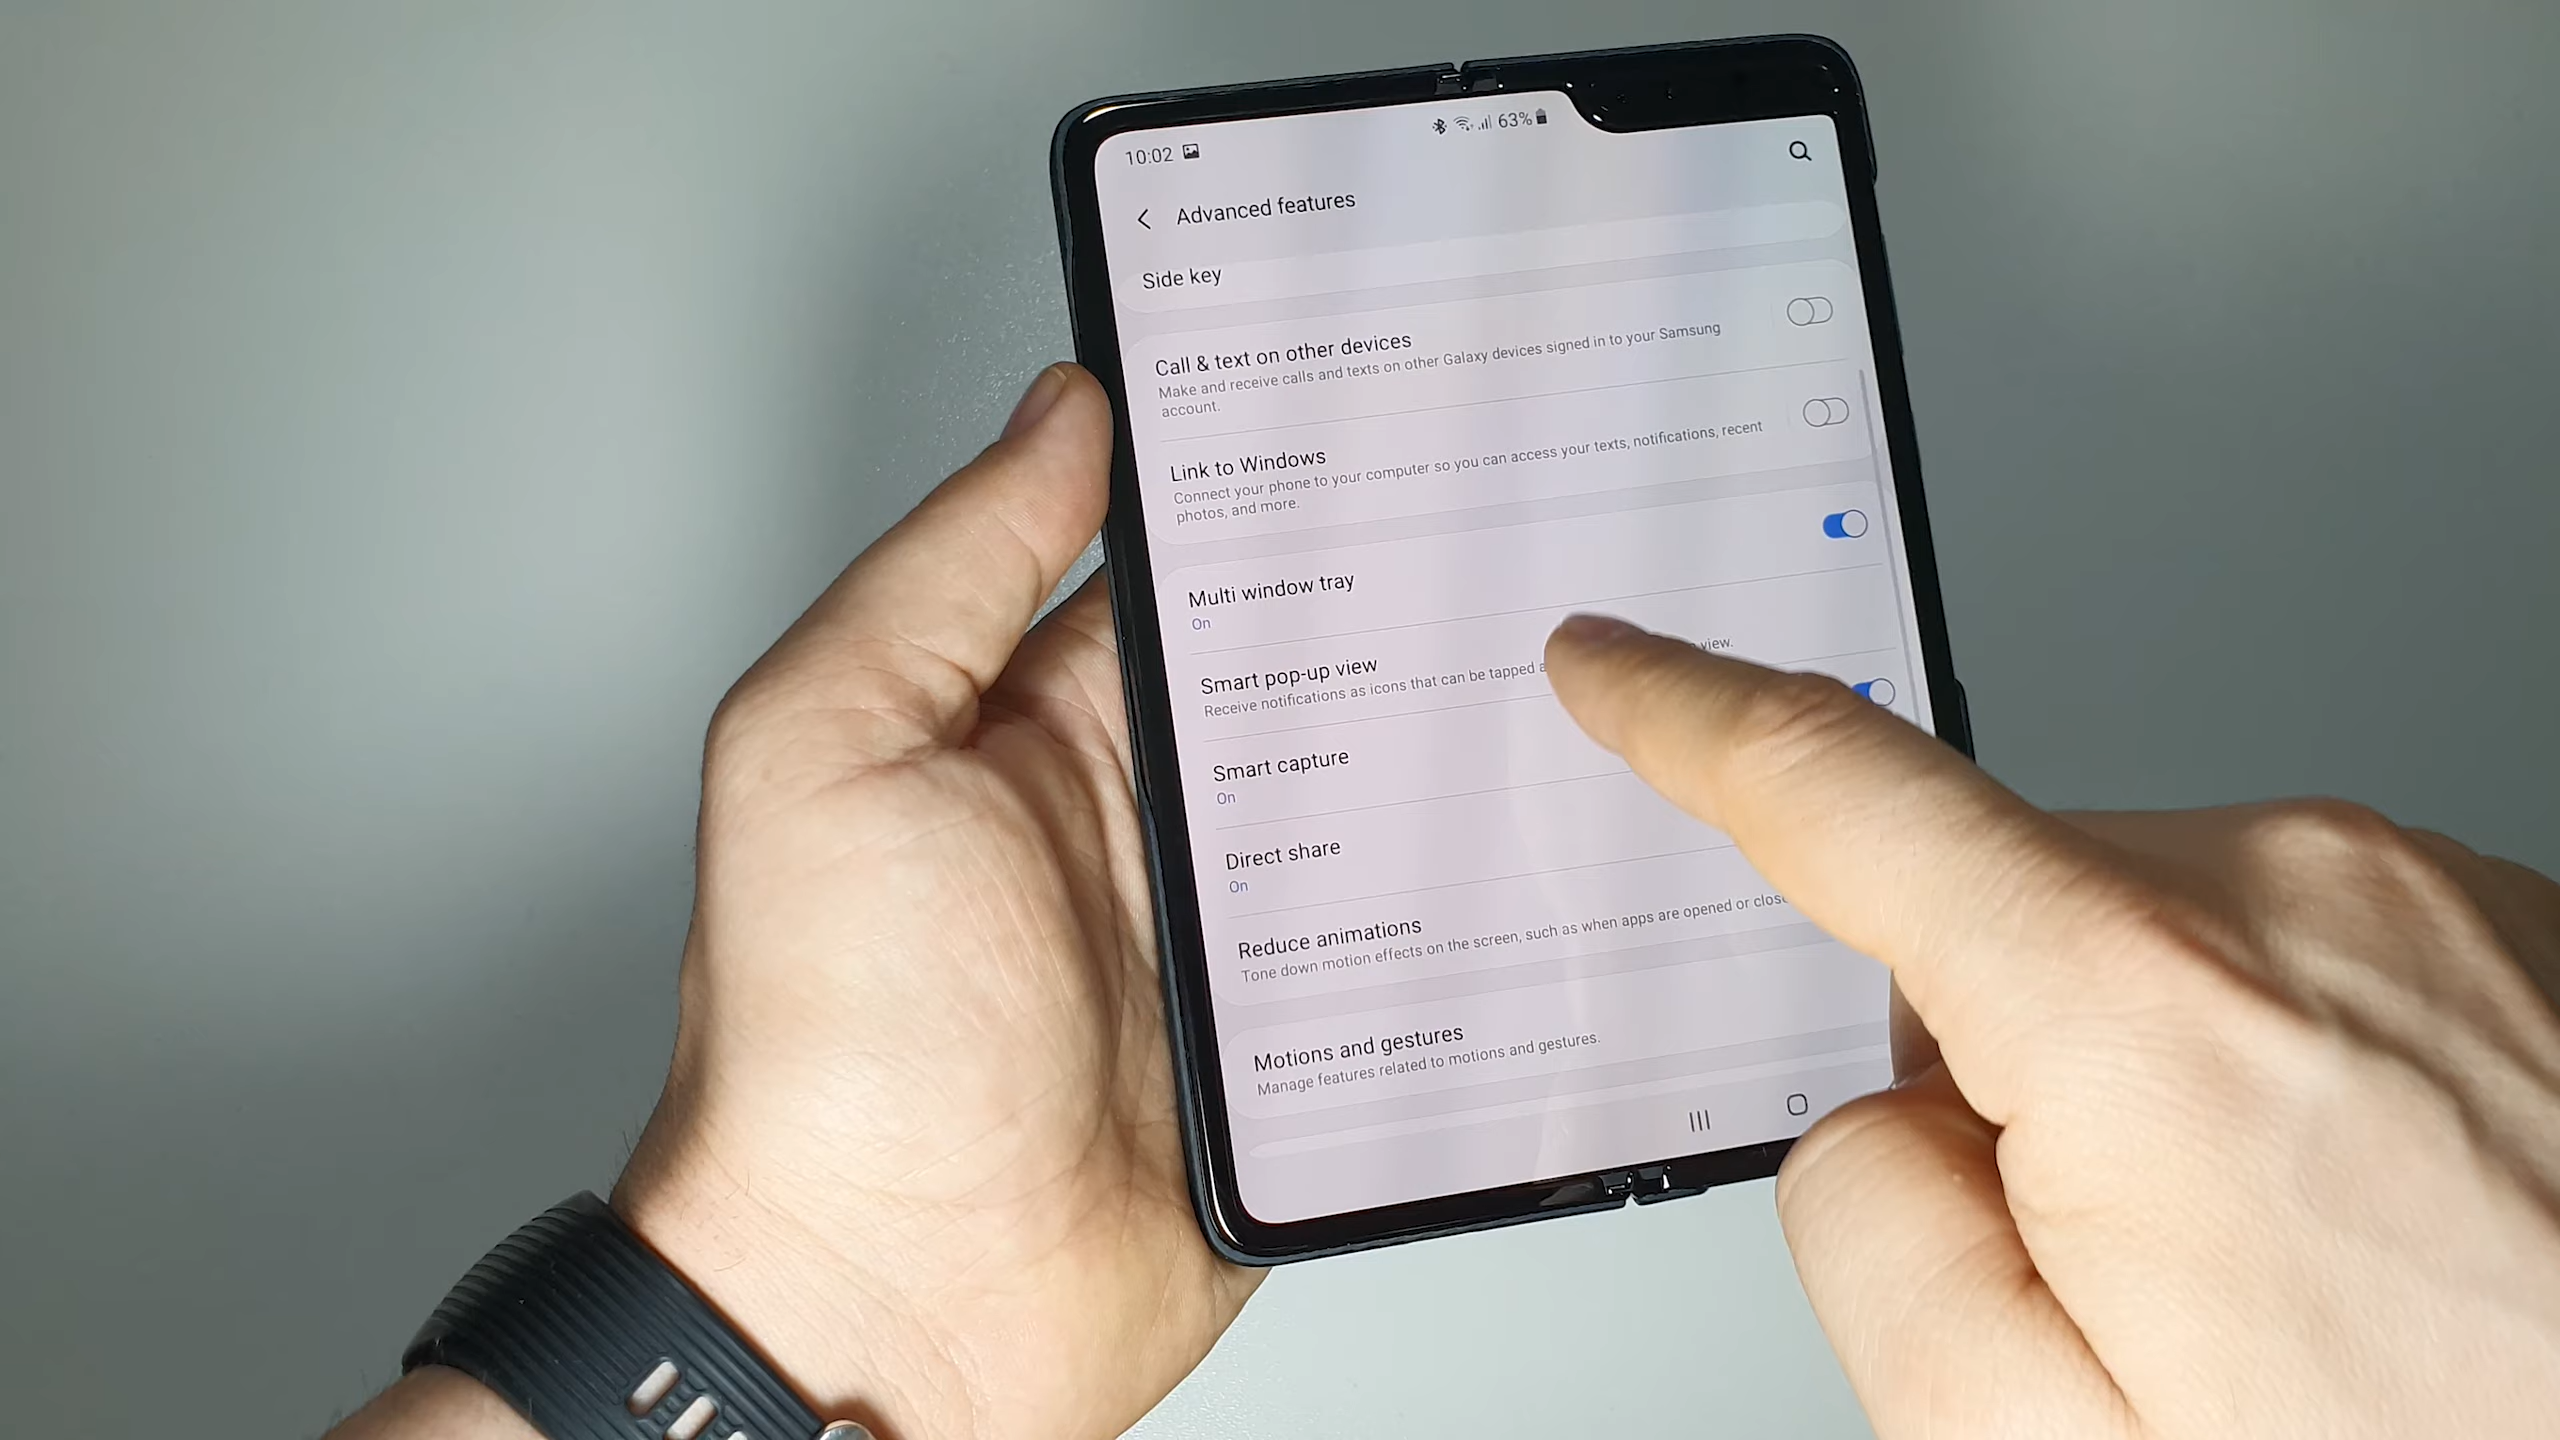 10:02
63%
Advanced features
Side key
Call & text on other devices
Make and receive calls and texts on other Galaxy devices signed in to your Samsung
account.
Link to Windows
Connect your phone to your computer so you can access your texts, notifications, recent
photos, and more.
Multi window tray
On
Smart pop-up view
Receive notifications as icons that can be tapped view.
Smart capture
On
Direct share
On
Reduce animations
Tone down motion effects on the screen, such as when apps are opened or
Motions and gestures
Manage features related to motions and gestures.